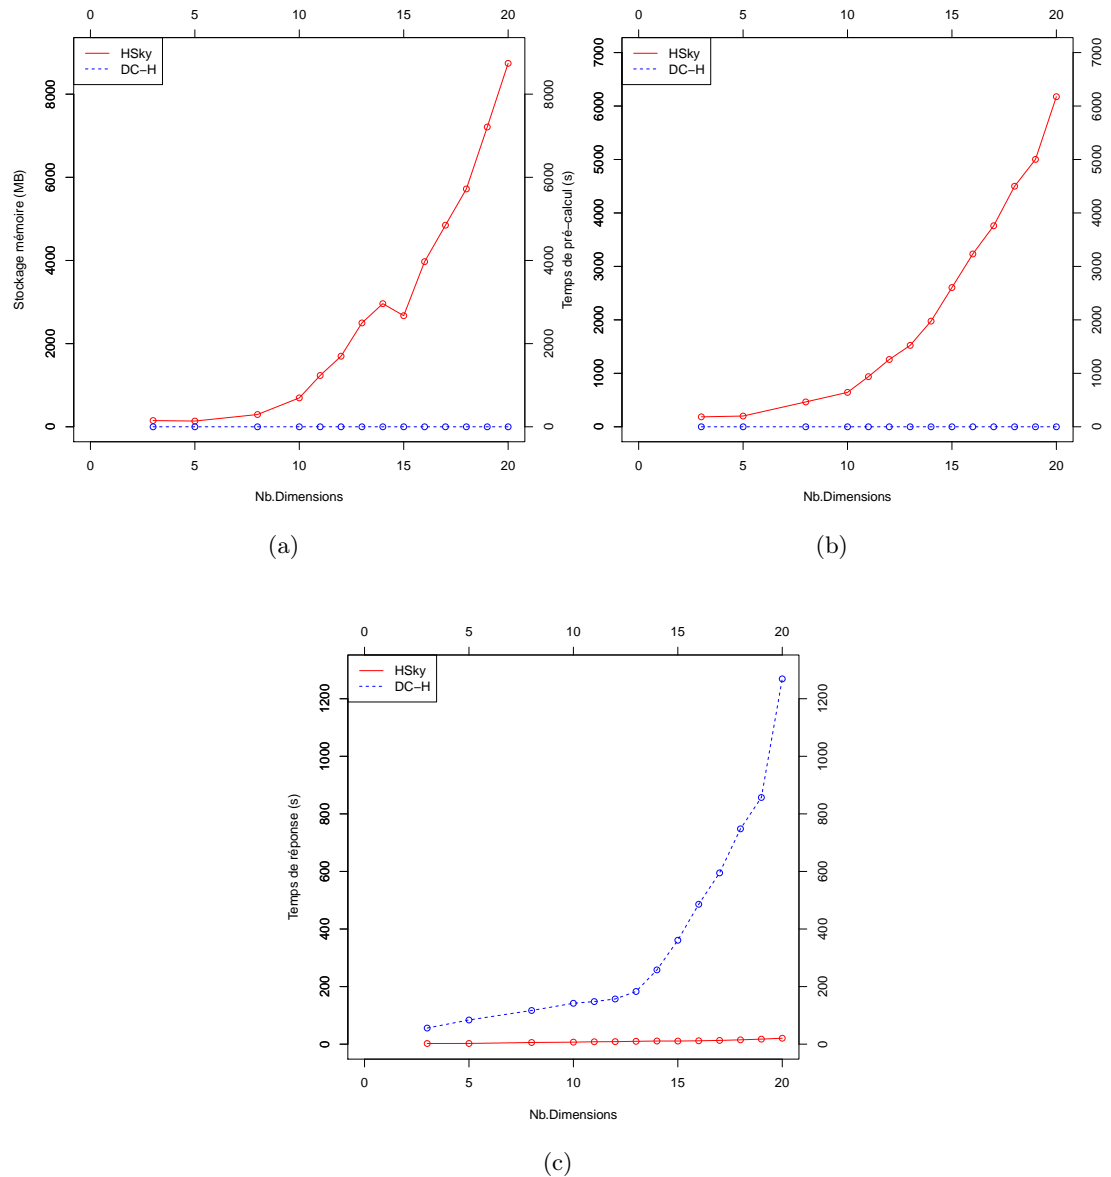 0 5 10 15 20
HSky
DC-H
Stockage mémoire (MB)
0 2000 4000 6000 8000
0 2000 4000 6000 8000
0 5 10 15 20
Nb.Dimensions
(a)
0 5 10 15 20
HSky
DC-H
Temps de pré-calcul (s)
0 1000 2000 3000 4000 5000 6000 7000
0 1000 2000 3000 4000 5000 6000 7000
0 5 10 15 20
Nb.Dimensions
(b)
0 5 10 15 20
HSky
DC-H
Temps de réponse (s)
0 200 400 600 800 1000 1200
0 200 400 600 800 1000 1200
0 5 10 15 20
Nb.Dimensions
(c)